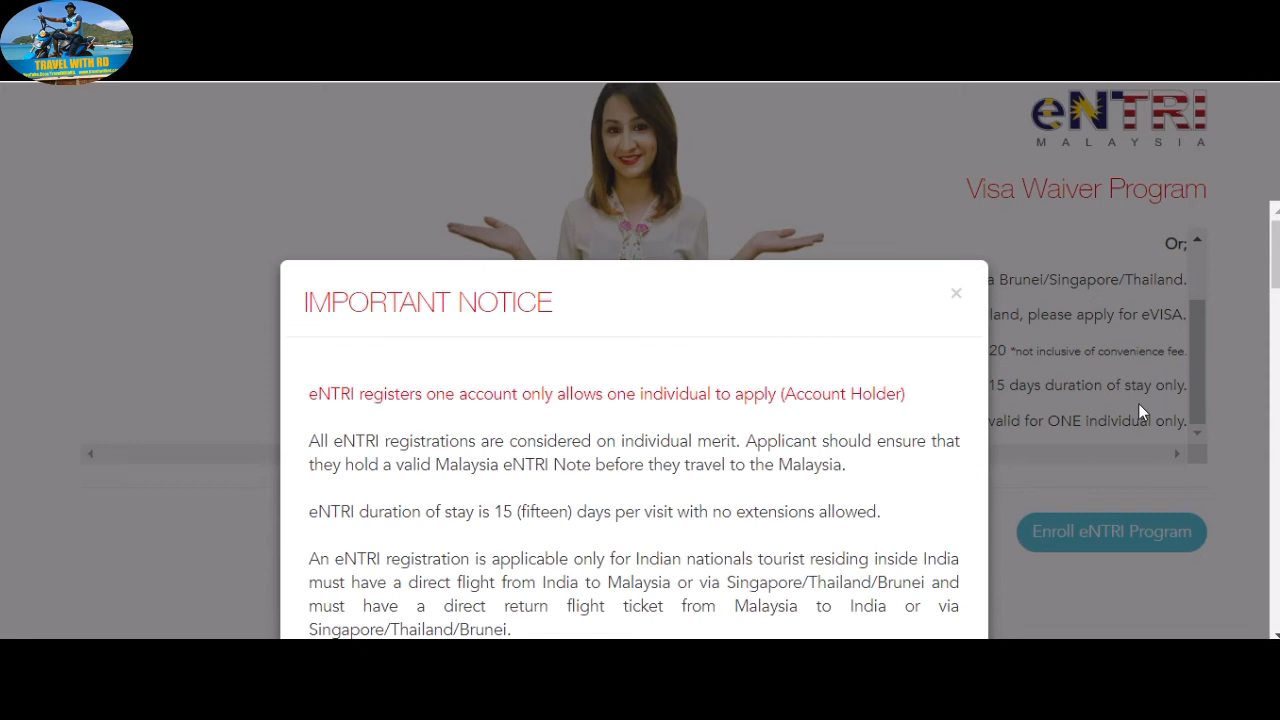 TRAVEL WITH RD
eNTRI
MALAYSIA
Visa Waiver Program
Or;
a Brunei/Singapore/Thailand.
land, please apply for eVISA.
20 *not inclusive of convenience fee.
15 days duration of stay only.
valid for ONE individual only.
Enroll eNTRI Program
IMPORTANT NOTICE
×
eNTRI registers one account only allows one individual to apply (Account Holder)
All eNTRI registrations are considered on individual merit. Applicant should ensure that
they hold a valid Malaysia eNTRI Note before they travel to the Malaysia.
eNTRI duration of stay is 15 (fifteen) days per visit with no extensions allowed.
An eNTRI registration is applicable only for Indian nationals tourist residing inside India
must have a direct flight from India to Malaysia or via Singapore/Thailand/Brunei and
must have a direct return flight ticket from Malaysia to India or via
Singapore/Thailand/Brunei.